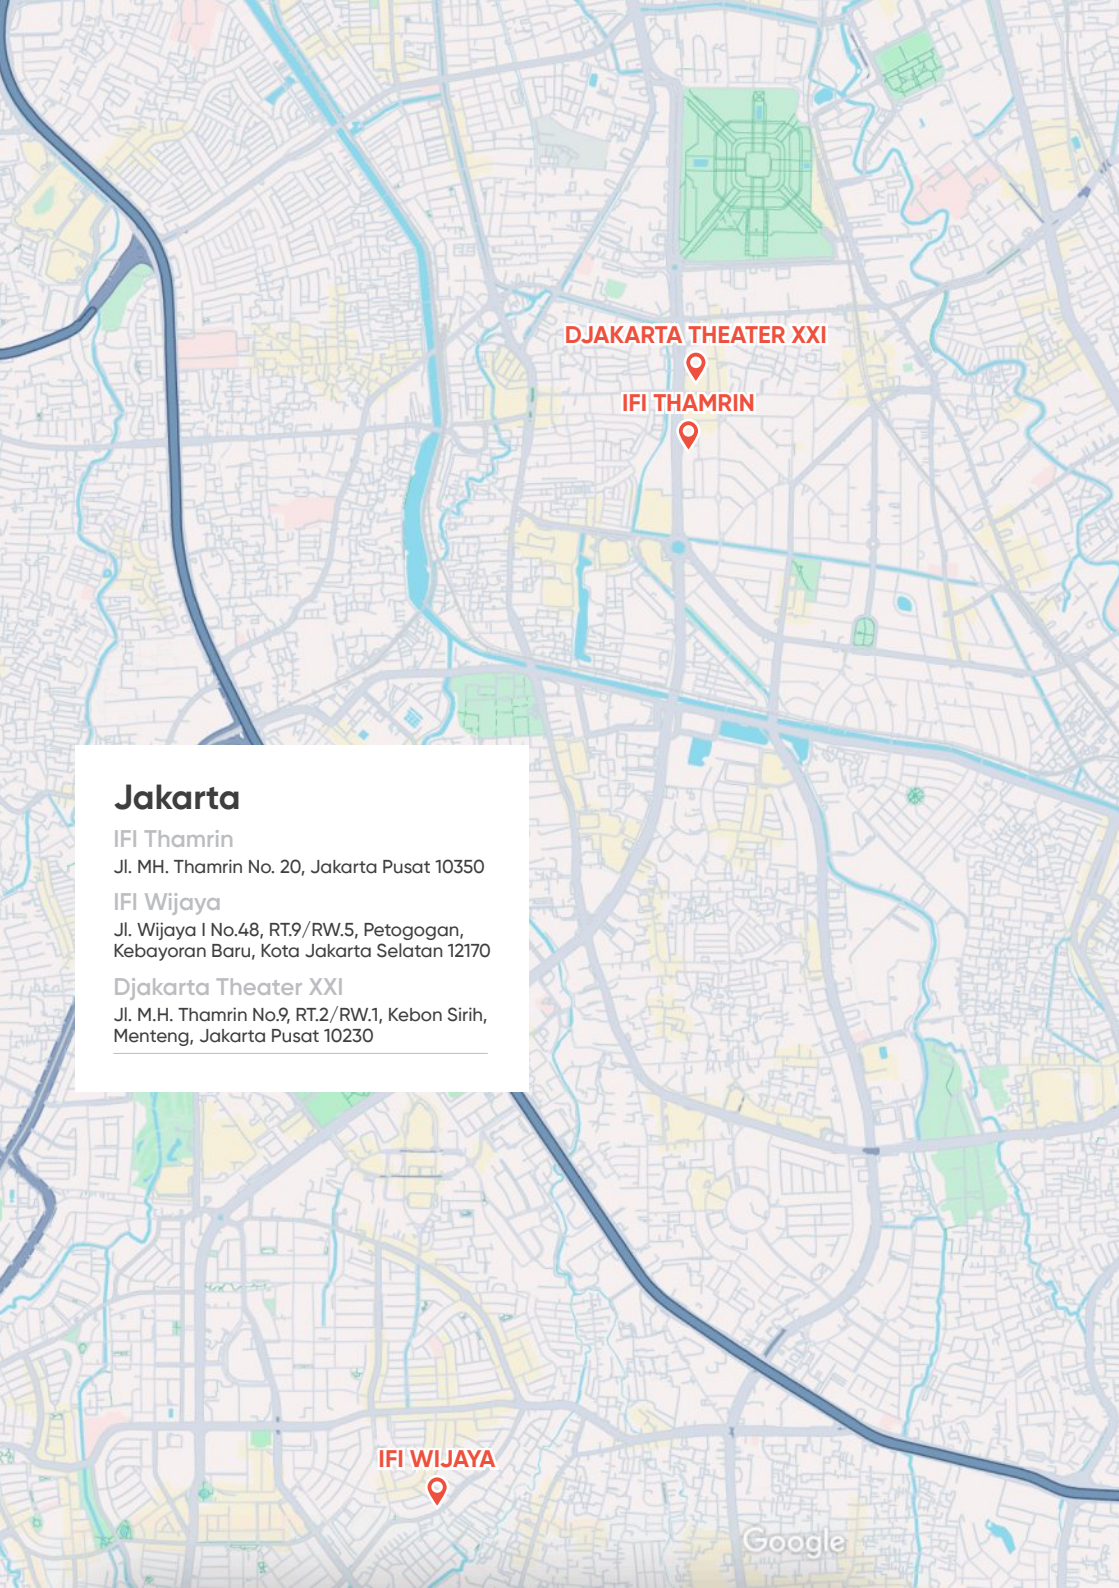 DJAKARTA THEATER XXI
IFI THAMRIN
Jakarta
IFI Thamrin
Jl. MH. Thamrin No. 20, Jakarta Pusat 10350
IFI Wijaya
Jl. Wijaya I No.48, RT.9/RW.5, Petogogan,
Kebayoran Baru, Kota Jakarta Selatan 12170
Djakarta Theater XXI
Jl. M.H. Thamrin No.9, RT.2/RW.1, Kebon Sirih,
Menteng, Jakarta Pusat 10230
IFI WIJAYA
Google